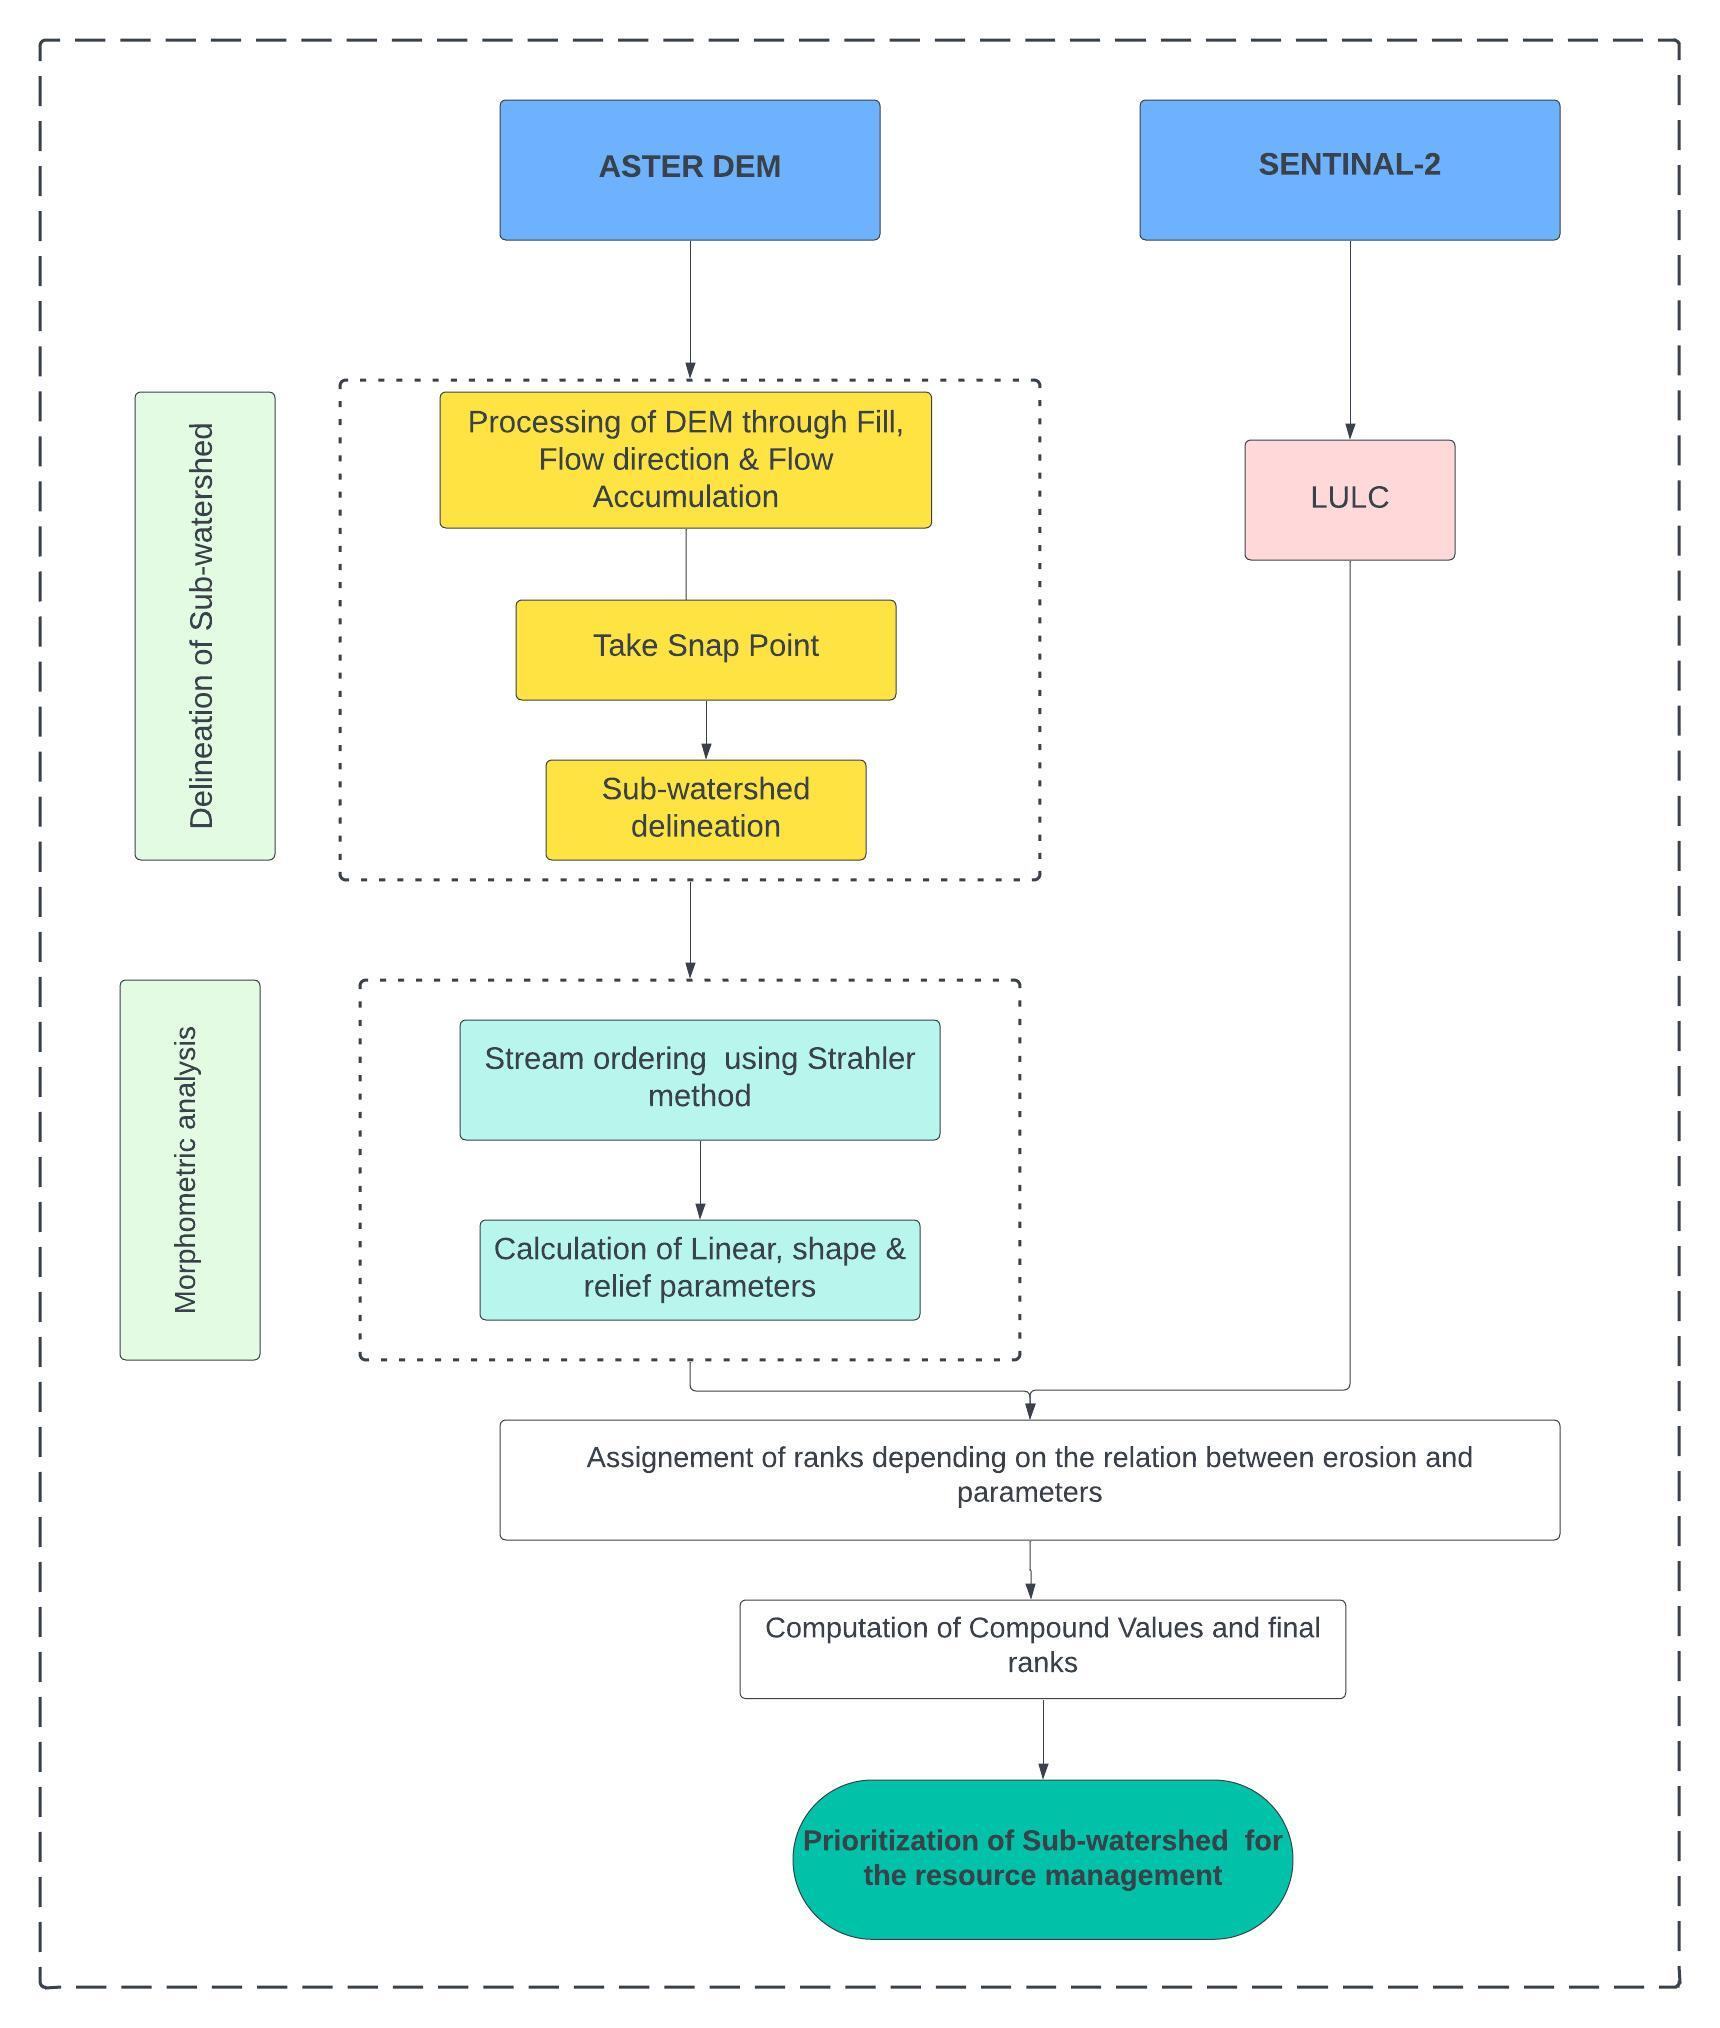 ASTER DEM
SENTINAL-2
Delineation of Sub-watershed
Processing of DEM through Fill,
Flow direction & Flow
Accumulation
LULC
Take Snap Point
Sub-watershed
delineation
Morphometric analysis
Stream ordering  using Strahler
method
Calculation of Linear, shape &
relief parameters
Assignement of ranks depending on the relation between erosion and
parameters
Computation of Compound Values and final
ranks
Prioritization of Sub-watershed  for
the resource management